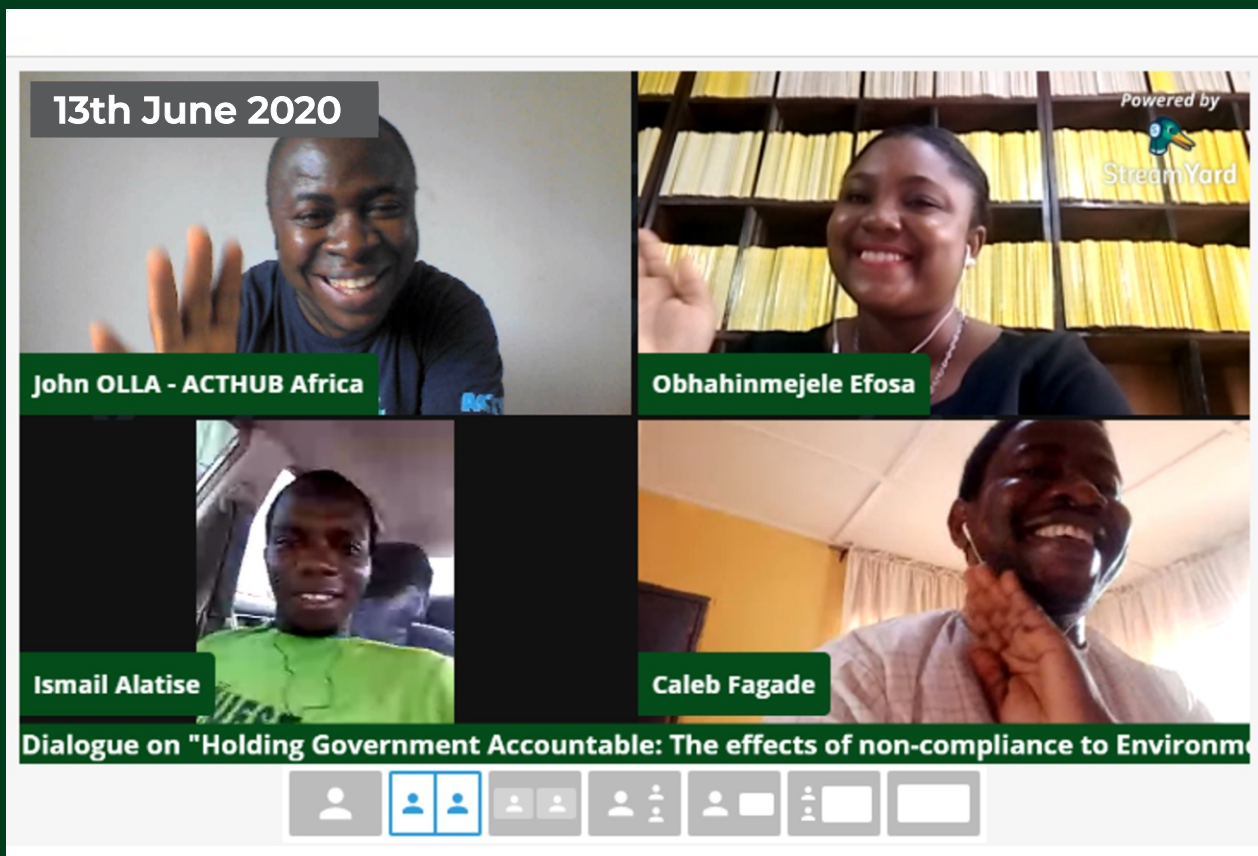 13th June 2020
Powered by
StreamYard
John OLLA - ACTHUB Africa
Obhahinmejele Efosa
Ismail Alatise
Caleb Fagade
Dialogue on "Holding Government Accountable: The effects of non-compliance to Environm